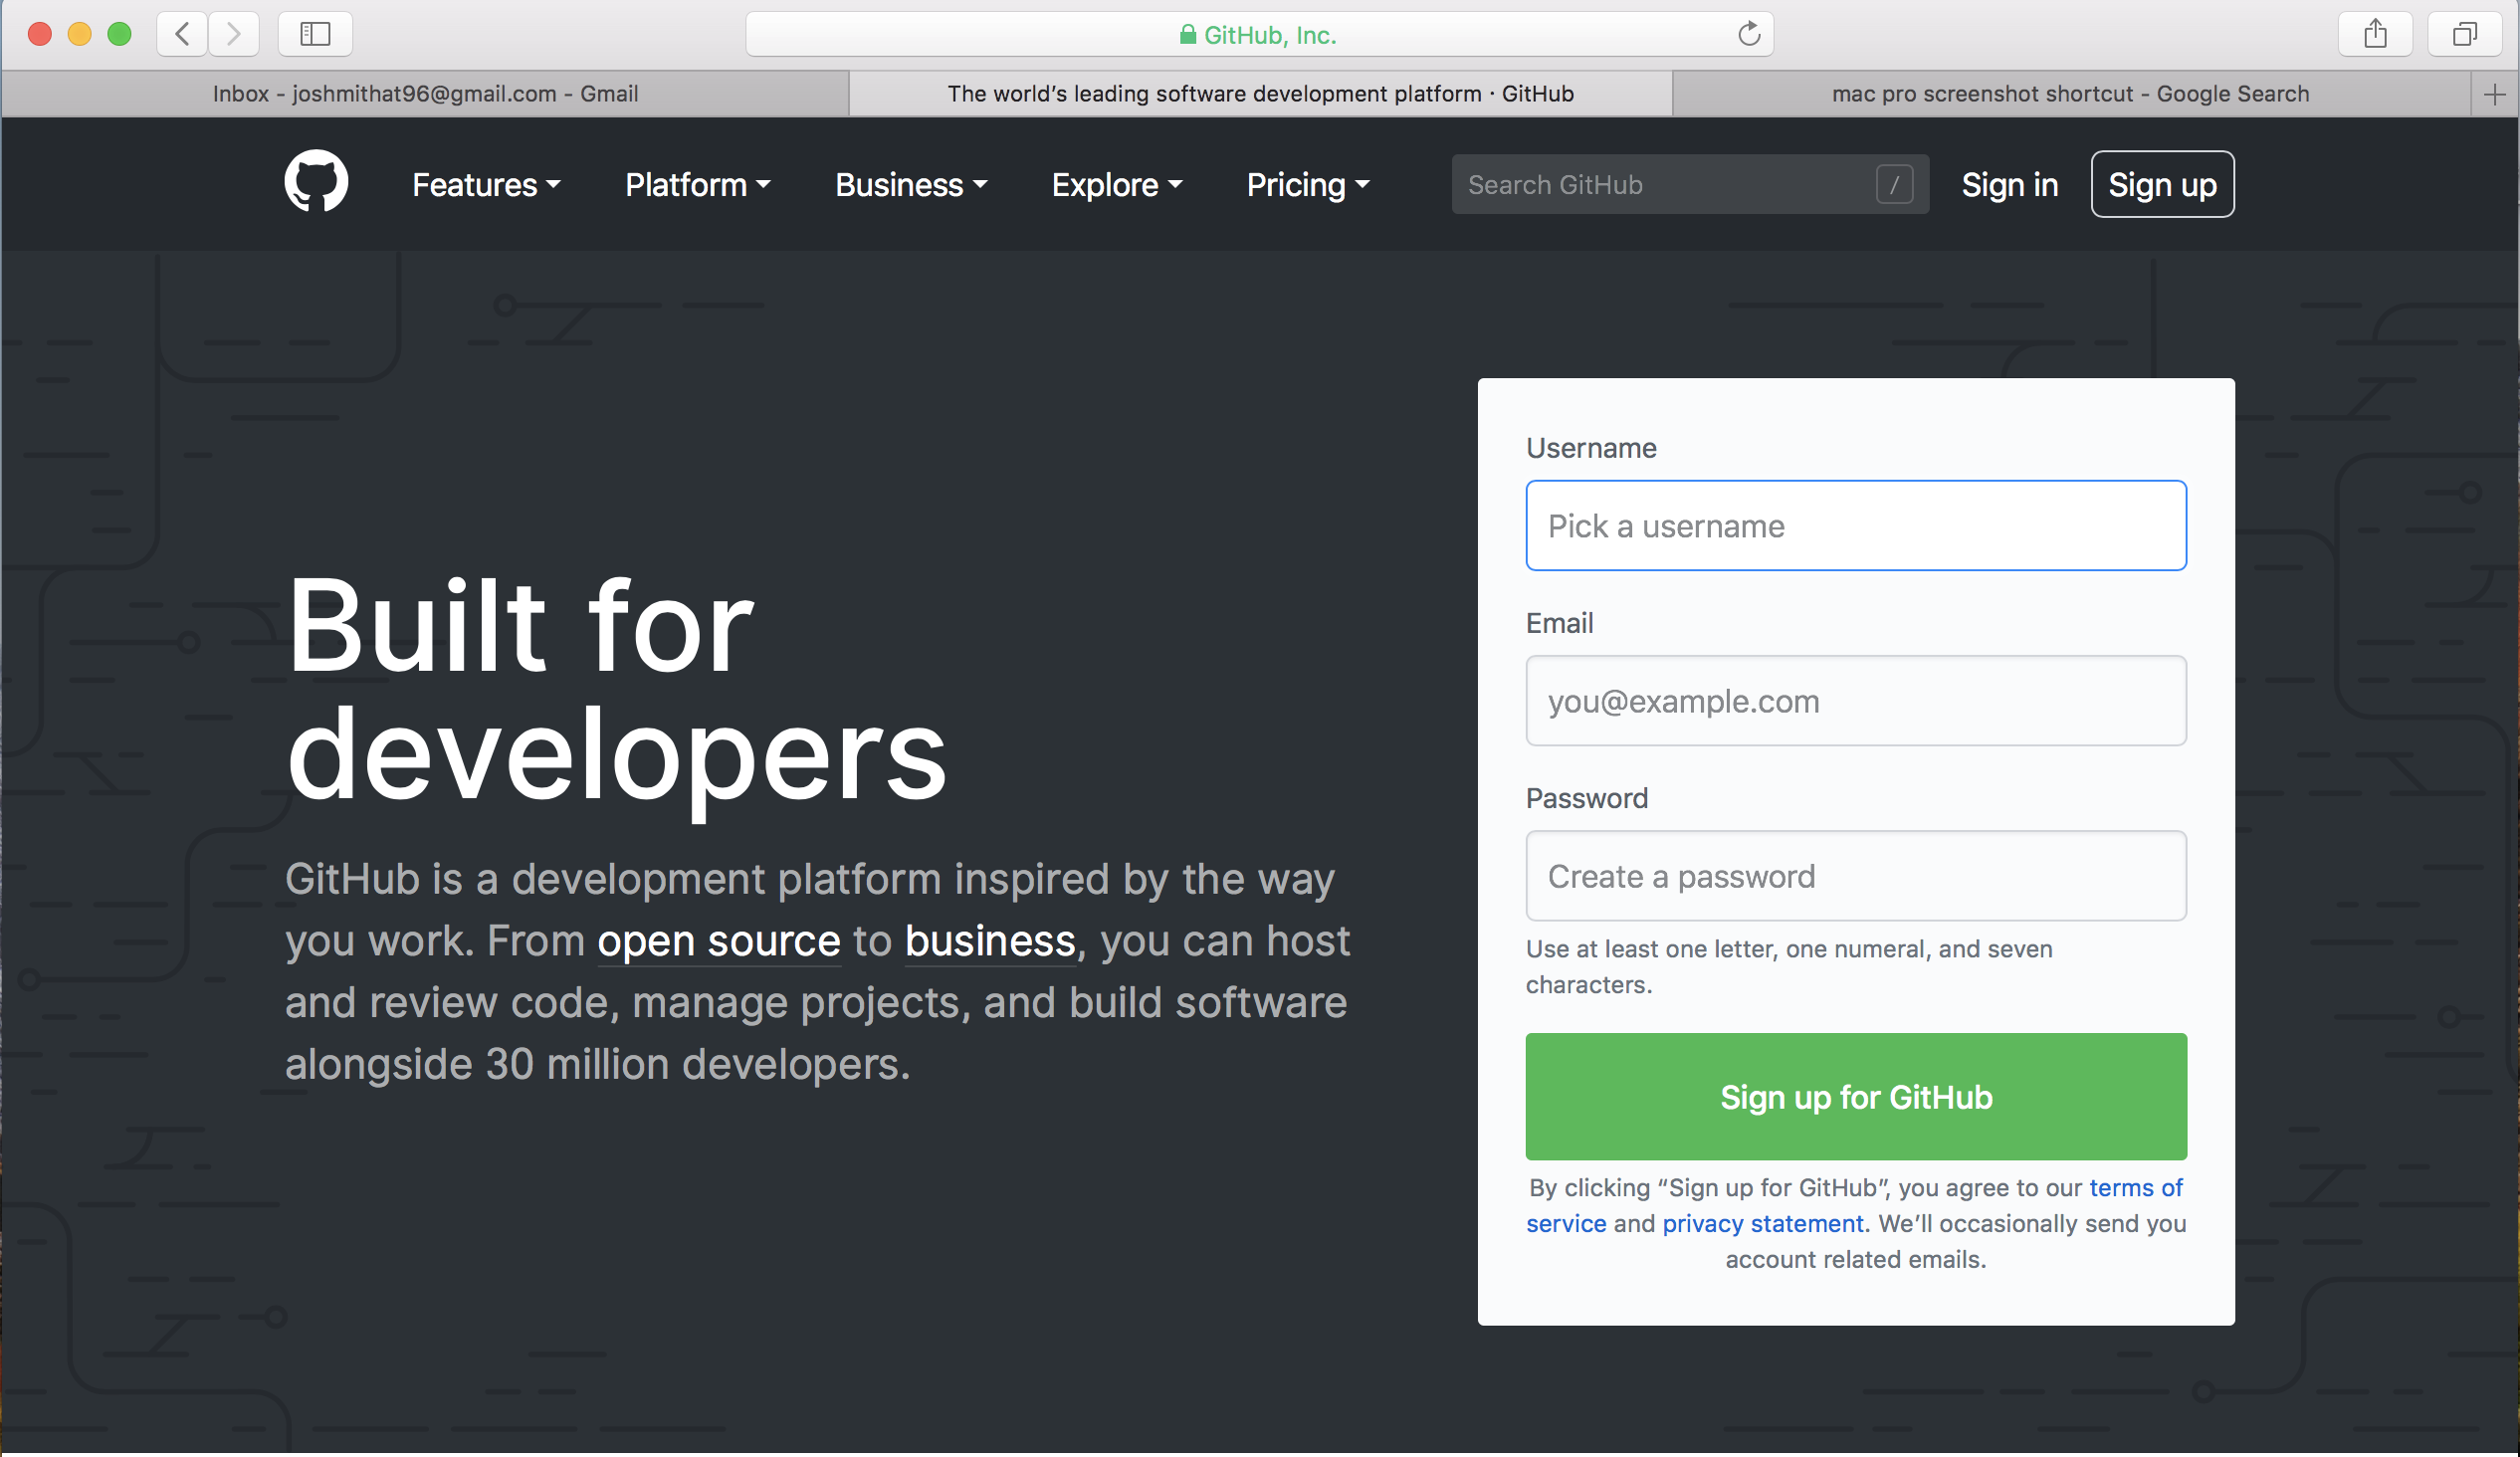 GitHub, Inc.
Inbox - joshmithat96@gmail.com - Gmail
The world’s leading software development platform · GitHub
mac pro screenshot shortcut - Google Search
Features
Platform
Business
Explore
Pricing
Search GitHub
/
Sign in
Sign up
Built for
developers
GitHub is a development platform inspired by the way
you work. From open source to business, you can host
and review code, manage projects, and build software
alongside 30 million developers.
Username
Pick a username
Email
you@example.com
Password
Create a password
Use at least one letter, one numeral, and seven
characters.
Sign up for GitHub
By clicking “Sign up for GitHub”, you agree to our terms of
service and privacy statement. We’ll occasionally send you
account related emails.